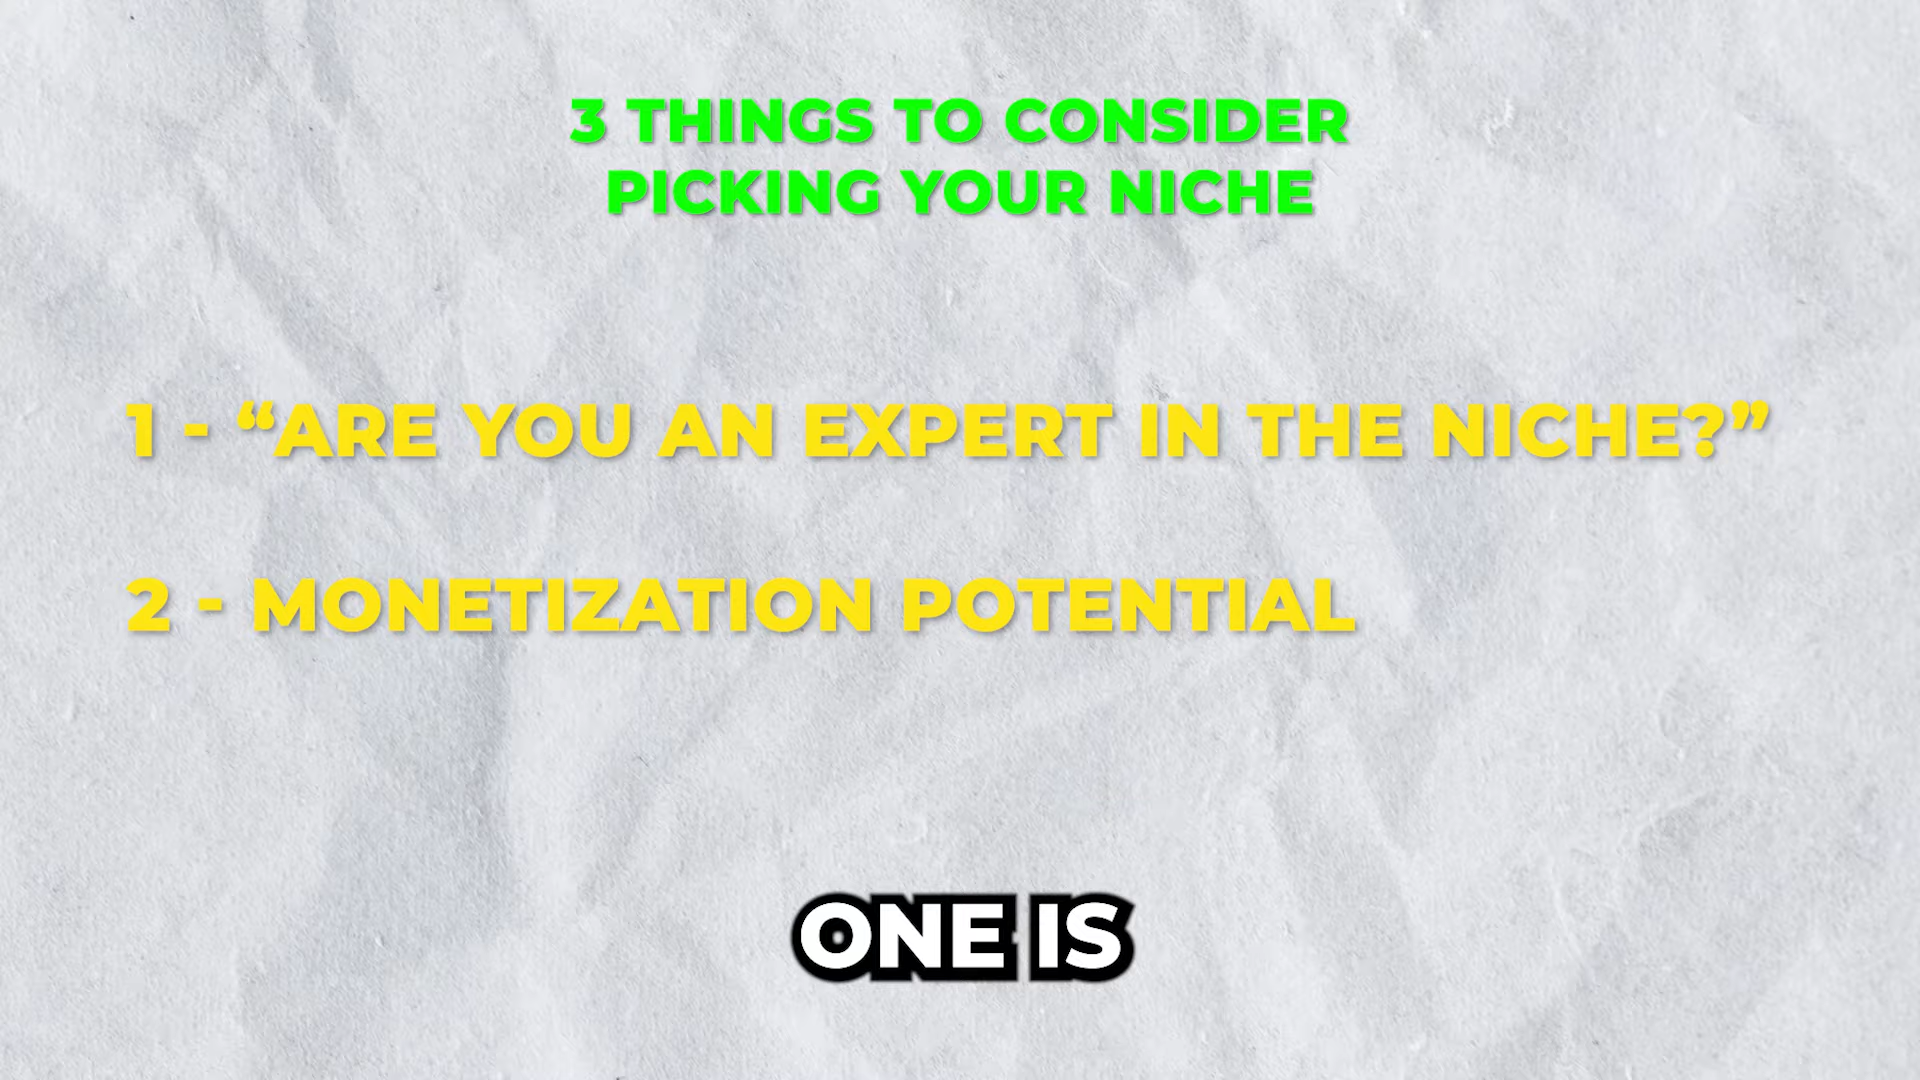 3 THINGS TO CONSIDER
PICKING YOUR NICHE
1 - “ARE YOU AN EXPERT IN THE NICHE?”
2 - MONETIZATION POTENTIAL
ONE IS